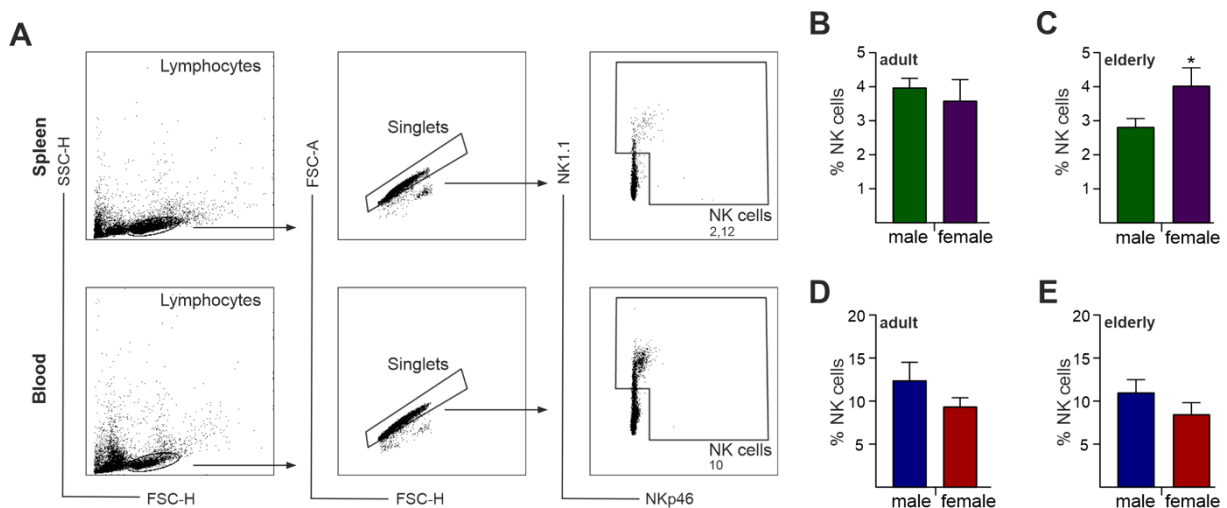 A
Spleen
SSC-H
Lymphocytes
FSC-A
Singlets
NK1.1
NK cells
2,12
Blood
Lymphocytes
Singlets
NK cells
10
FSC-H
FSC-H
NKp46
B
adult
% NK cells
5
4
3
2
1
male
female
C
elderly
*
% NK cells
5
4
3
2
1
male
female
D
adult
% NK cells
20
15
10
5
male
female
E
elderly
% NK cells
20
15
10
5
male
female